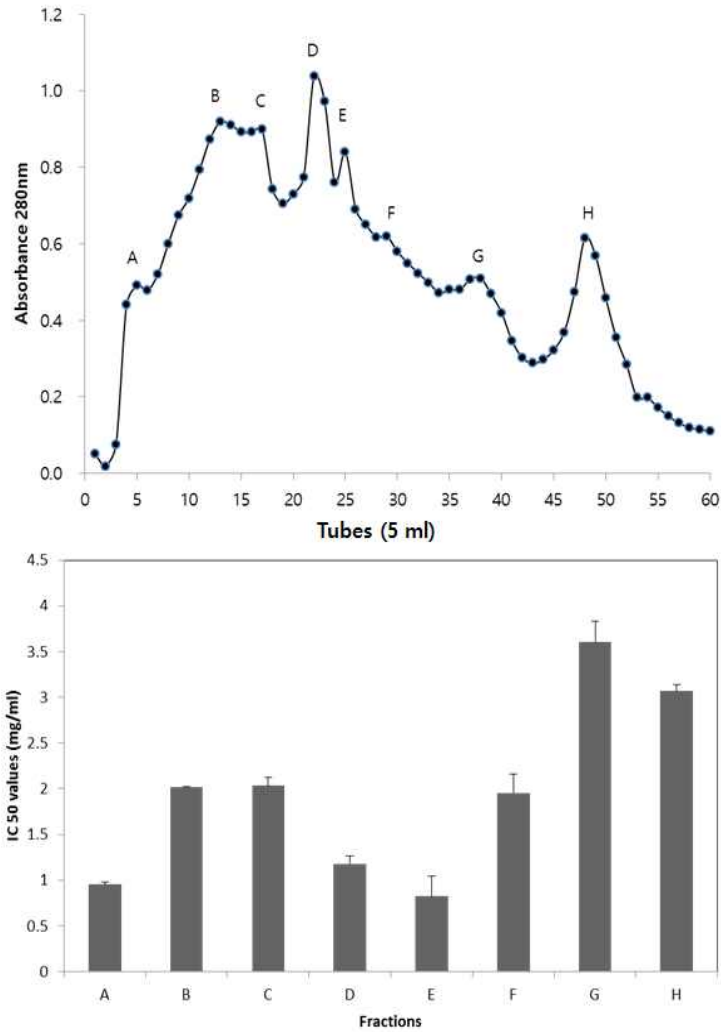 1.2
1.0
0.8
0.6
0.4
0.2
0.0
Absorbance 280nm
A
B
C
D
E
F
G
H
0 5 10 15 20 25 30 35 40 45 50 55 60
Tubes (5 ml)
4.5
4
3.5
3
2.5
2
1.5
1
0.5
0
IC 50 values (mg/ml)
A B C D E F G H
Fractions